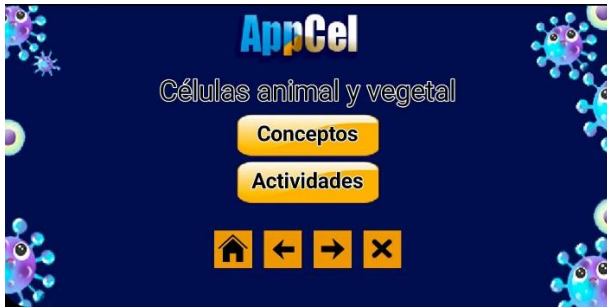 AppCel
Células animal y vegetal
Conceptos
Actividades